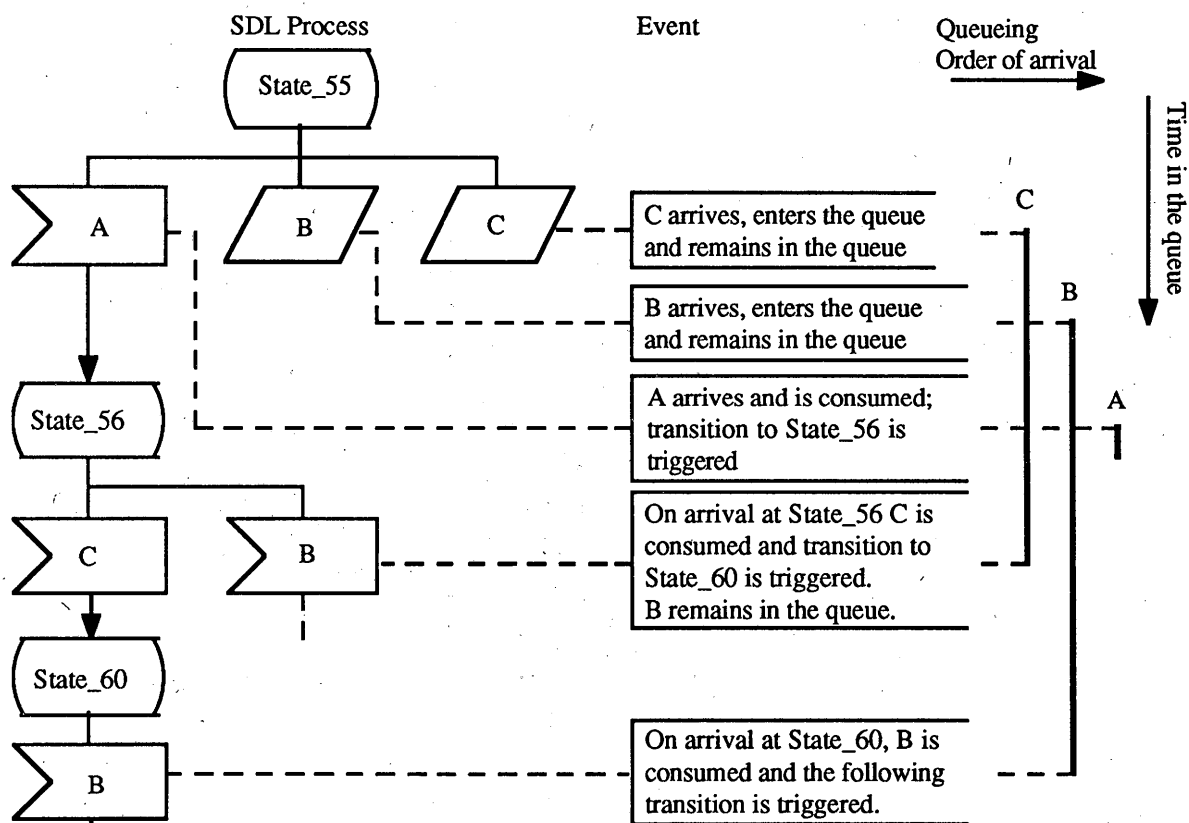 SDL Process
Event
Queueing
Order of arrival
State_55
Time in the queue
A
B
C
C arrives, enters the queue
and remains in the queue
C
B arrives, enters the queue
and remains in the queue
B
State_56
A arrives and is consumed;
transition to State_56 is
triggered
A
C
B
On arrival at State_56 C is
consumed and transition to
State_60 is triggered.
B remains in the queue.
State_60
B
On arrival at State_60, B is
consumed and the following
transition is triggered.